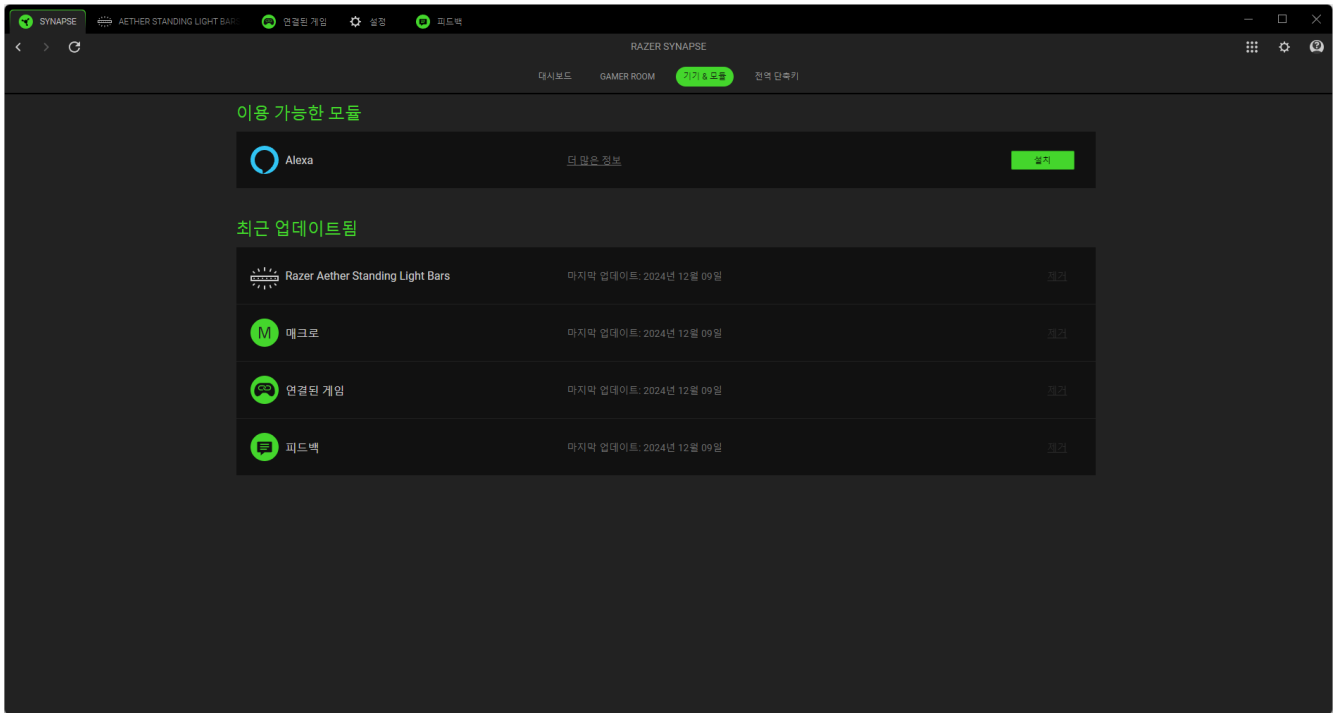 SYNAPSE AETHER STANDING LIGHT BAR 연결된 게임 설정 피드백
RAZER SYNAPSE
대시보드 GAMER ROOM 기기 & 모듈 전역 단축키
이용 가능한 모듈
Alexa 더 많은 정보 설치
최근 업데이트됨
Razer Aether Standing Light Bars 마지막 업데이트: 2024년 12월 09일 제거
M 매크로 마지막 업데이트: 2024년 12월 09일 제거
연결된 게임 마지막 업데이트: 2024년 12월 09일 제거
피드백 마지막 업데이트: 2024년 12월 09일 제거